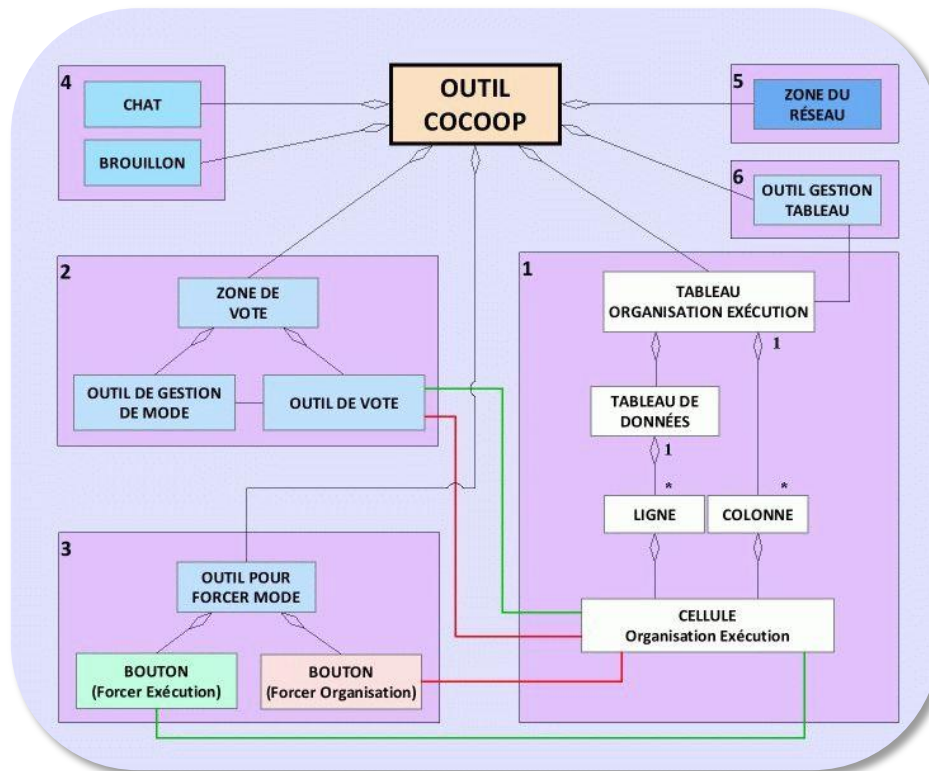 4
CHAT
BROUILLON
OUTIL
COCOOP
5
ZONE DU
RÉSEAU
6
OUTIL GESTION
TABLEAU
2
ZONE DE
VOTE
OUTIL DE GESTION
DE MODE
OUTIL DE VOTE
1
TABLEAU
ORGANISATION EXÉCUTION
1
TABLEAU DE
DONNÉES
1
*
*
LIGNE
COLONNE
CELLULE
Organisation Exécution
3
OUTIL POUR
FORCER MODE
BOUTON
(Forcer Exécution)
BOUTON
(Forcer Organisation)